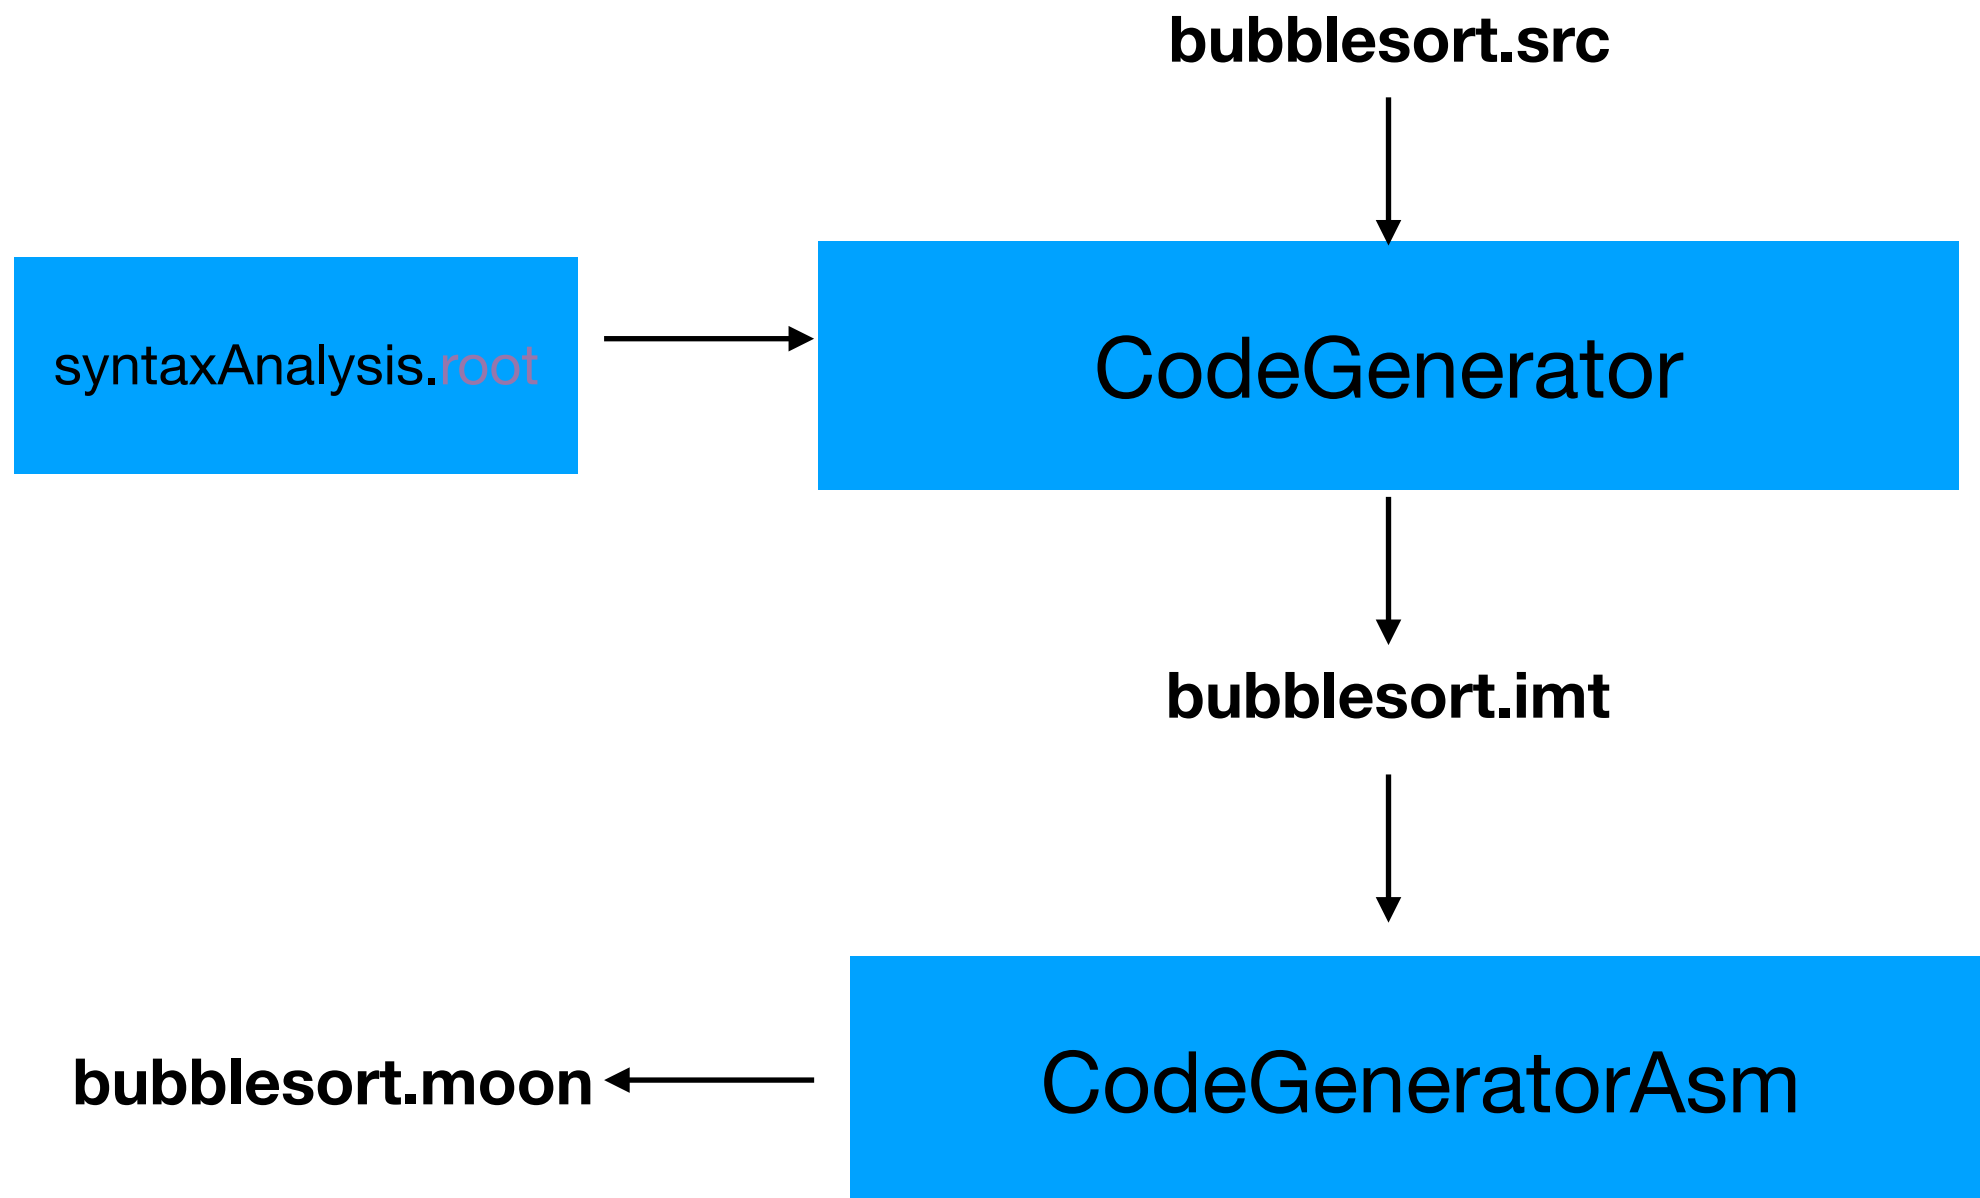 bubblesort.src
syntaxAnalysis.root
CodeGenerator
bubblesort.imt
bubblesort.moon
CodeGeneratorAsm